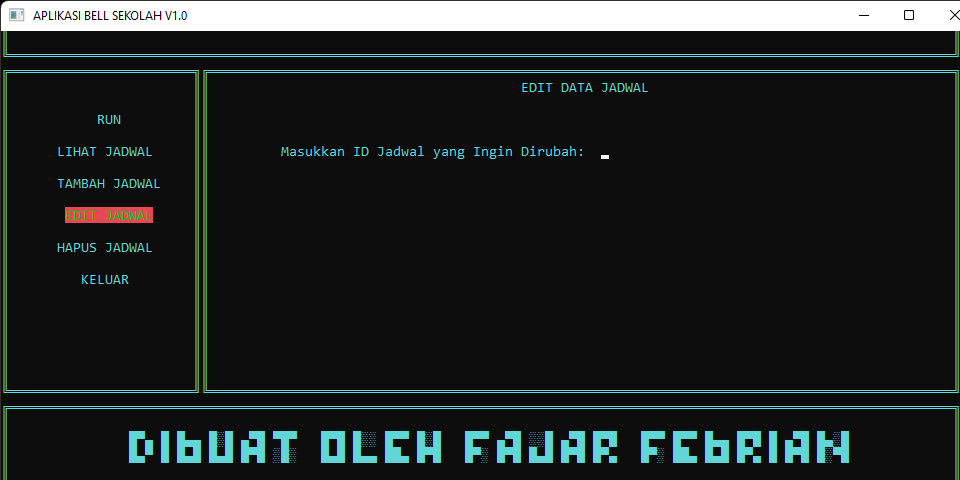 APLIKASI BELL SEKOLAH V1.0
EDIT DATA JADWAL
RUN
LIHAT JADWAL
Masukkan ID Jadwal yang Ingin Dirubah:
TAMBAH JADWAL
EDIT JADWAL
HAPUS JADWAL
KELUAR
DIbUAT OLEH FAJAR FEbRIAN